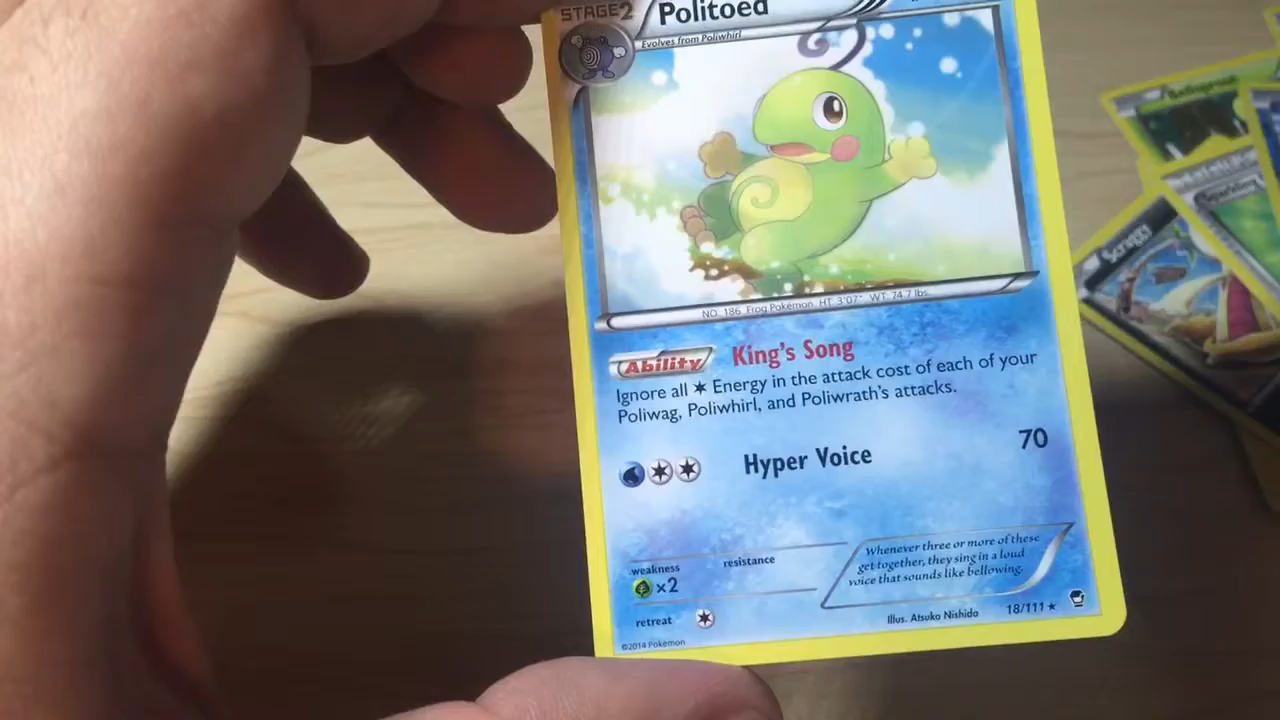 STAGE2 Politoed
Evolves from Poliwhirl
NO. 186 Frog Pokémon HT: 3'07" WT: 74.7 lbs.
Ability King's Song
Ignore all Energy in the attack cost of each of your
Poliwag, Poliwhirl, and Poliwrath's attacks.
Hyper Voice 70
weakness resistance
×2
retreat
Whenever three or more of these
get together, they sing in a loud
voice that sounds like bellowing.
Illus. Atsuko Nishida 18/111
©2014 Pokémon
Bellsprout
Scraggy